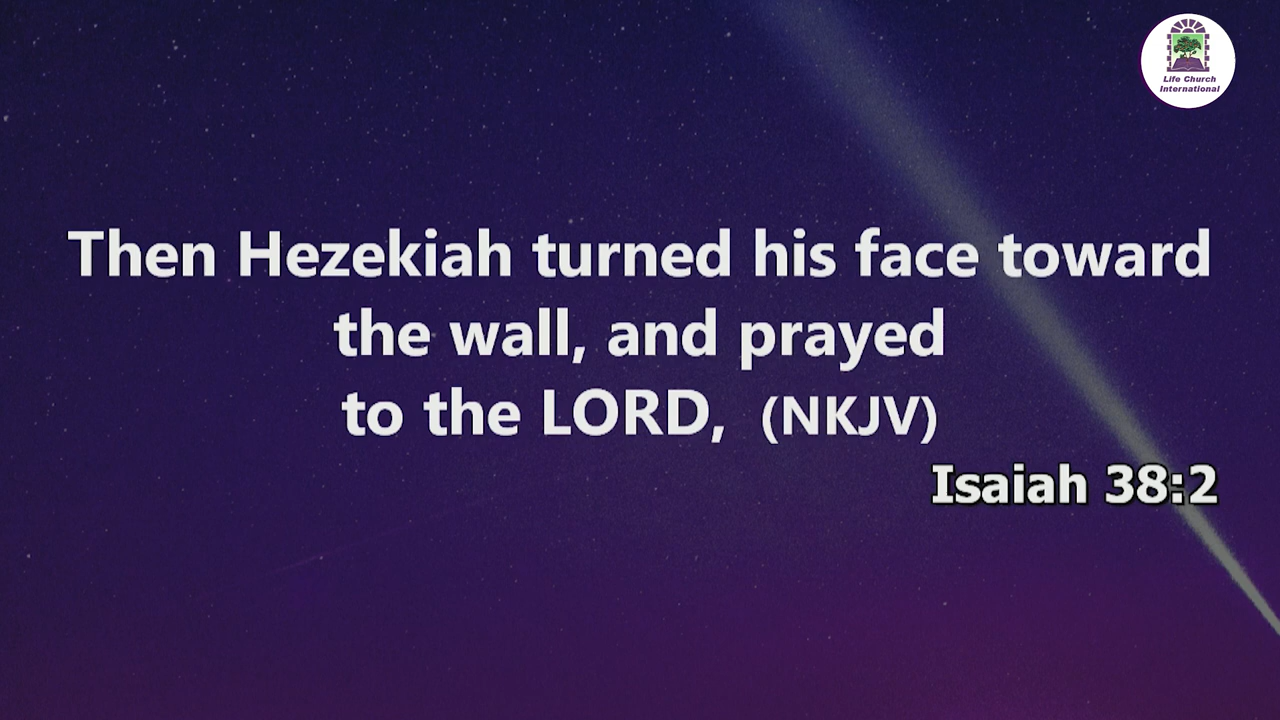 Life Church
International
Then Hezekiah turned his face toward
the wall, and prayed
to the LORD, (NKJV)
Isaiah 38:2